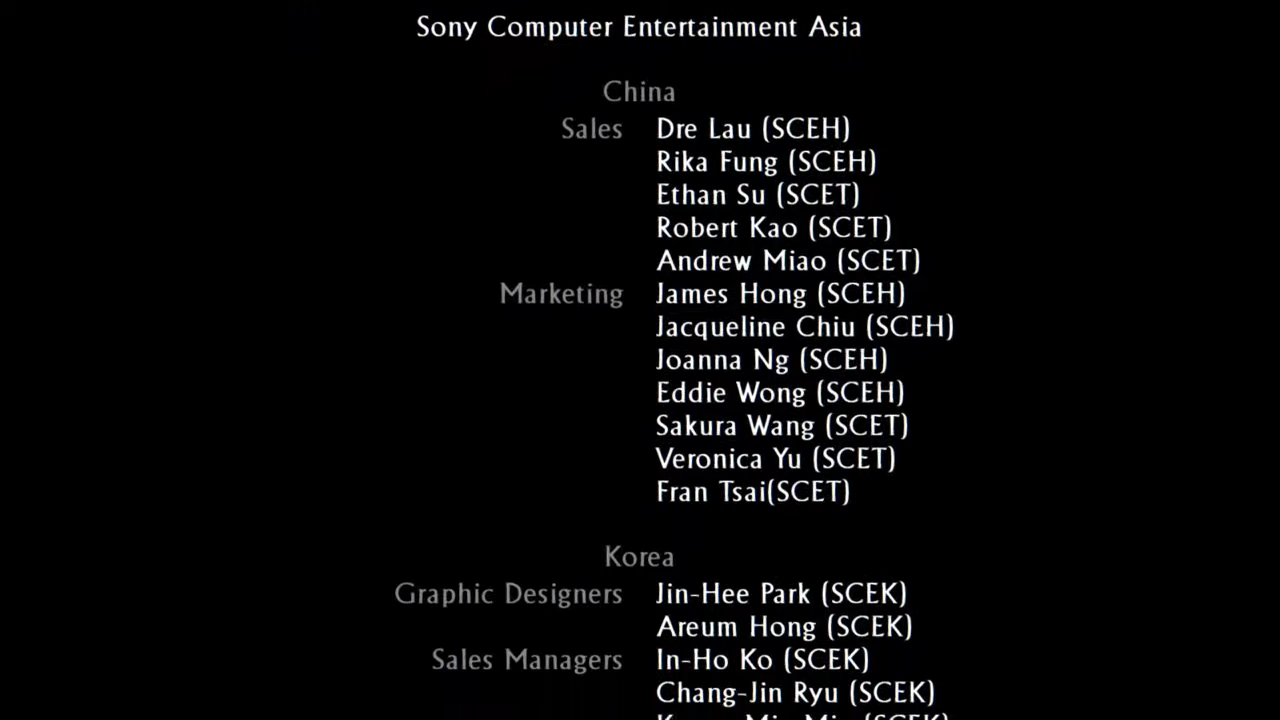 Sony Computer Entertainment Asia
China
Sales Dre Lau (SCEH)
Rika Fung (SCEH)
Ethan Su (SCET)
Robert Kao (SCET)
Andrew Miao (SCET)
Marketing James Hong (SCEH)
Jacqueline Chiu (SCEH)
Joanna Ng (SCEH)
Eddie Wong (SCEH)
Sakura Wang (SCET)
Veronica Yu (SCET)
Fran Tsai(SCET)
Korea
Graphic Designers Jin-Hee Park (SCEK)
Areum Hong (SCEK)
Sales Managers In-Ho Ko (SCEK)
Chang-Jin Ryu (SCEK)